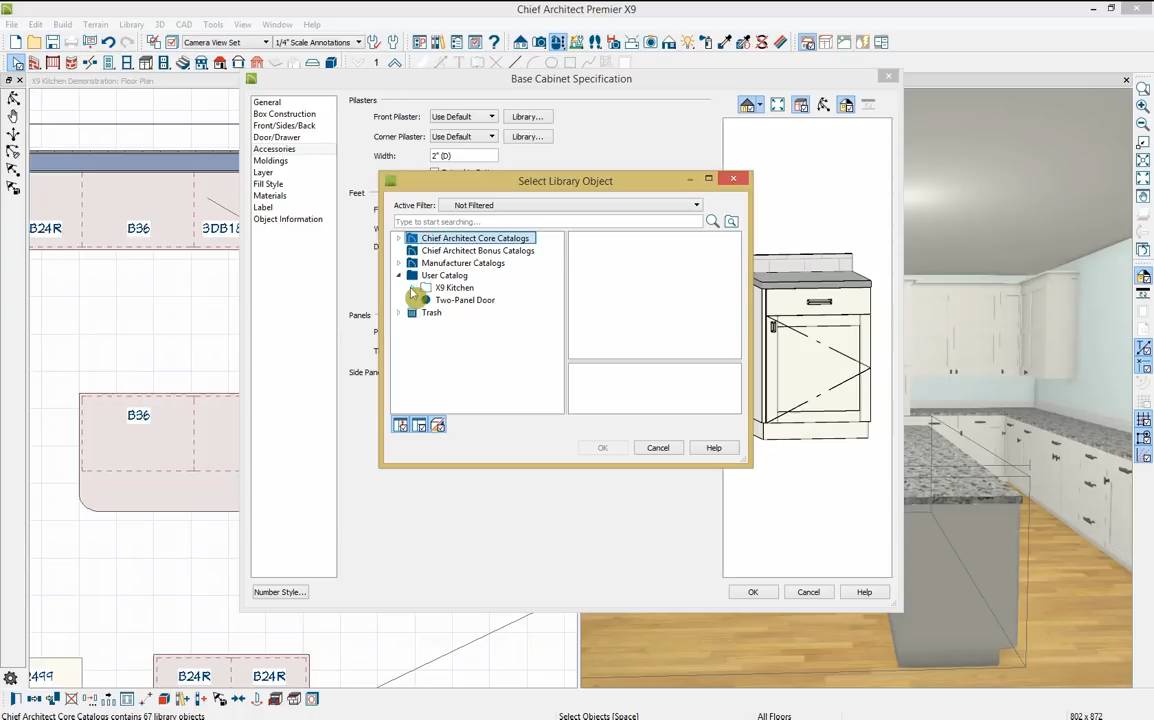 Chief Architect Premier X9
File Edit Build Terrain Library 3D CAD Tools Window Help
Camera View Set 1/4" Scale Annotations 1
X9 Kitchen Demonstration: Floor Plan
Base Cabinet Specification
General
Box Construction
Front/Sides/Back
Door/Drawer
Accessories
Moldings
Layer
Fill Style
Materials
Label
Object Information
Pilasters
Front Pilaster: Use Default Library...
Corner Pilaster: Use Default Library...
Width: 2" (D)
Feet
Panels
Side Pan
Select Library Object
Active Filter: Not Filtered
Type to start searching...
Chief Architect Core Catalogs
Chief Architect Bonus Catalogs
Manufacturer Catalogs
User Catalog
X9 Kitchen
Two-Panel Door
Trash
OK Cancel Help
Number Style...
OK Cancel Help
B24R B36 3DB18
B36
2499 B24R B24R
Chief Architect Core Catalogs contains 67 library objects Select Objects [Space] All Floors 802 x 872